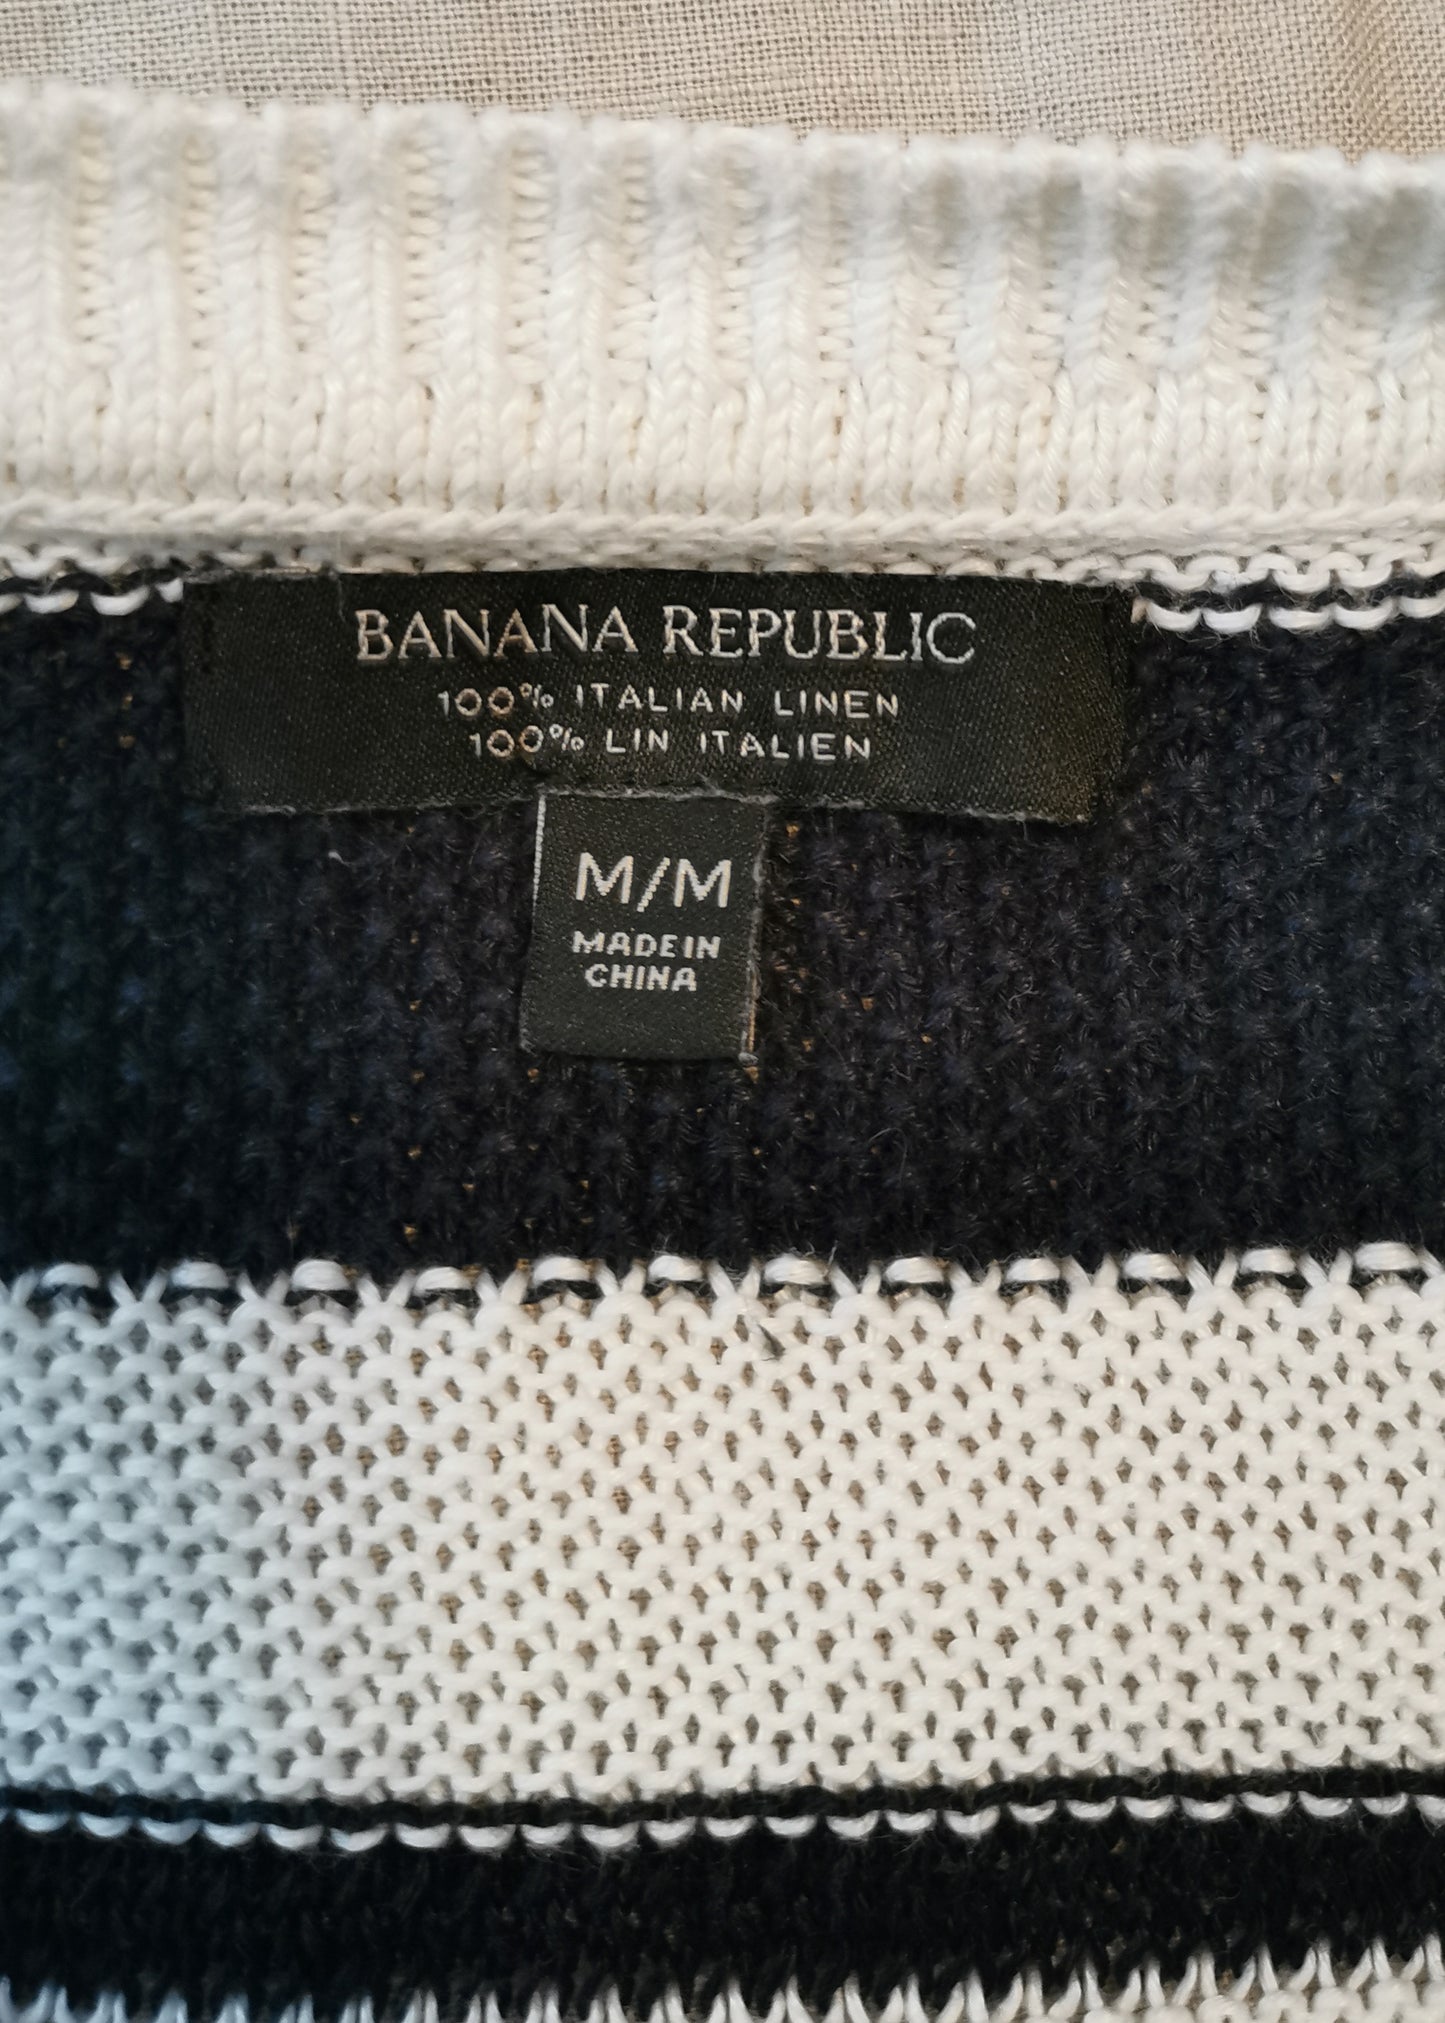 BANANA REPUBLIC
100% ITALIAN LINEN
100% LIN ITALIEN
M/M
MADE IN
CHINA